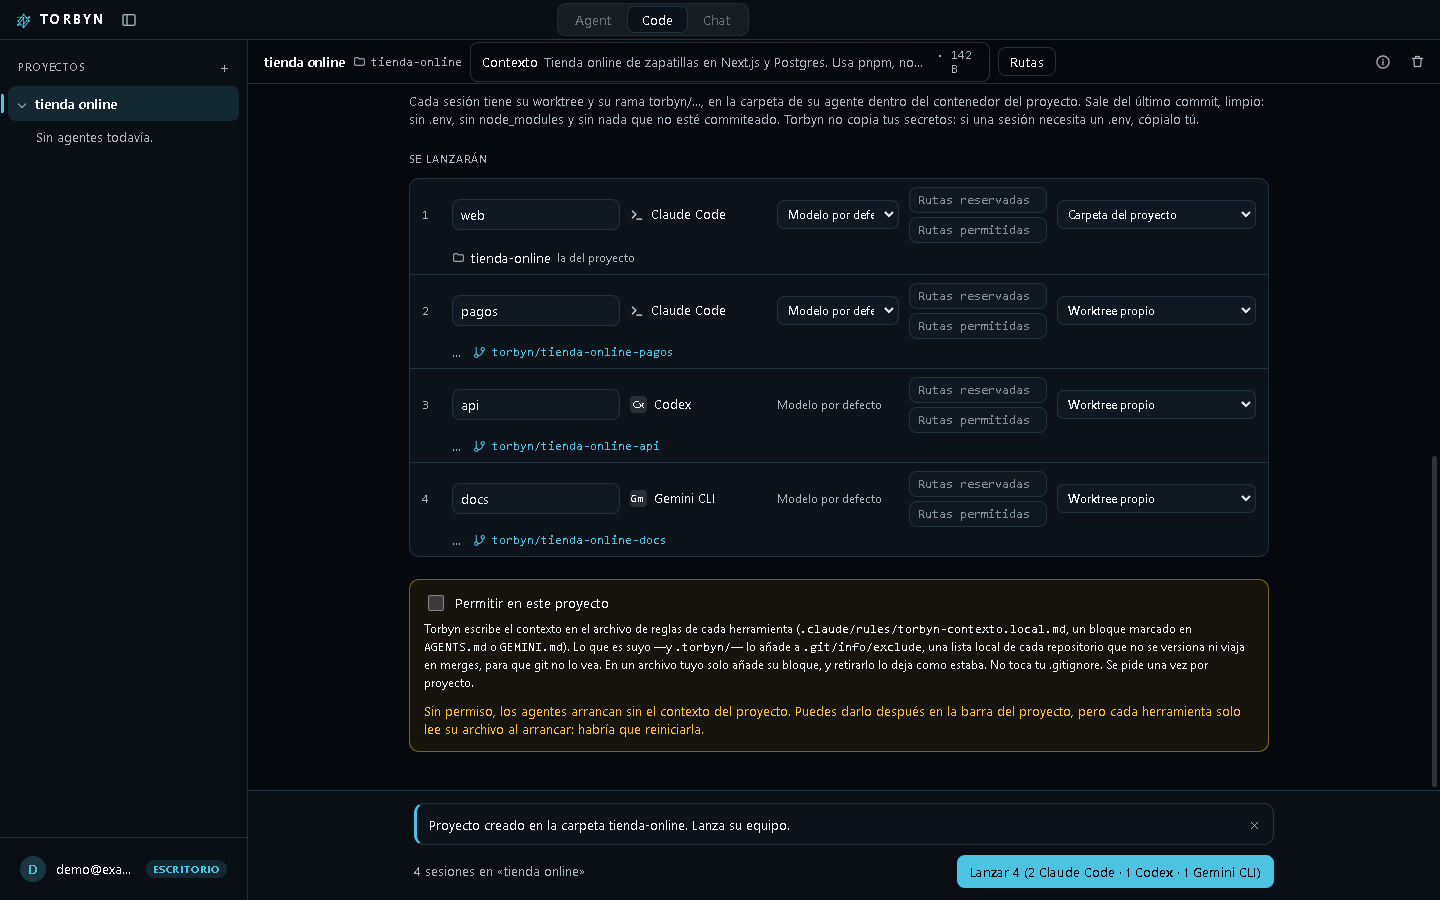 TORBYN
Agent
Code
Chat
PROYECTOS
+
tienda online
Sin agentes todavía.
tienda online
tienda-online
Contexto Tienda online de zapatillas en Next.js y Postgres. Usa pnpm, no…
· 142 B
Rutas
Cada sesión tiene su worktree y su rama torbyn/…, en la carpeta de su agente dentro del contenedor del proyecto. Sale del último commit, limpio:
sin .env, sin node_modules y sin nada que no esté commiteado. Torbyn no copia tus secretos: si una sesión necesita un .env, cópialo tú.
SE LANZARÁN
1
web
Claude Code
Modelo por defe
Rutas reservadas
Rutas permitidas
Carpeta del proyecto
tienda-online la del proyecto
2
pagos
Claude Code
Modelo por defe
Rutas reservadas
Rutas permitidas
Worktree propio
… torbyn/tienda-online-pagos
3
api
Codex
Modelo por defecto
Rutas reservadas
Rutas permitidas
Worktree propio
… torbyn/tienda-online-api
4
docs
Gm Gemini CLI
Modelo por defecto
Rutas reservadas
Rutas permitidas
Worktree propio
… torbyn/tienda-online-docs
Permitir en este proyecto
Torbyn escribe el contexto en el archivo de reglas de cada herramienta (.claude/rules/torbyn-contexto.local.md, un bloque marcado en
AGENTS.md o GEMINI.md). Lo que es suyo —y .torbyn/— lo añade a .git/info/exclude, una lista local de cada repositorio que no se versiona ni viaja
en merges, para que git no lo vea. En un archivo tuyo solo añade su bloque, y retirarlo lo deja como estaba. No toca tu .gitignore. Se pide una vez por
proyecto.
Sin permiso, los agentes arrancan sin el contexto del proyecto. Puedes darlo después en la barra del proyecto, pero cada herramienta solo
lee su archivo al arrancar: habría que reiniciarla.
Proyecto creado en la carpeta tienda-online. Lanza su equipo.
4 sesiones en «tienda online»
Lanzar 4 (2 Claude Code · 1 Codex · 1 Gemini CLI)
D
demo@exa…
ESCRITORIO